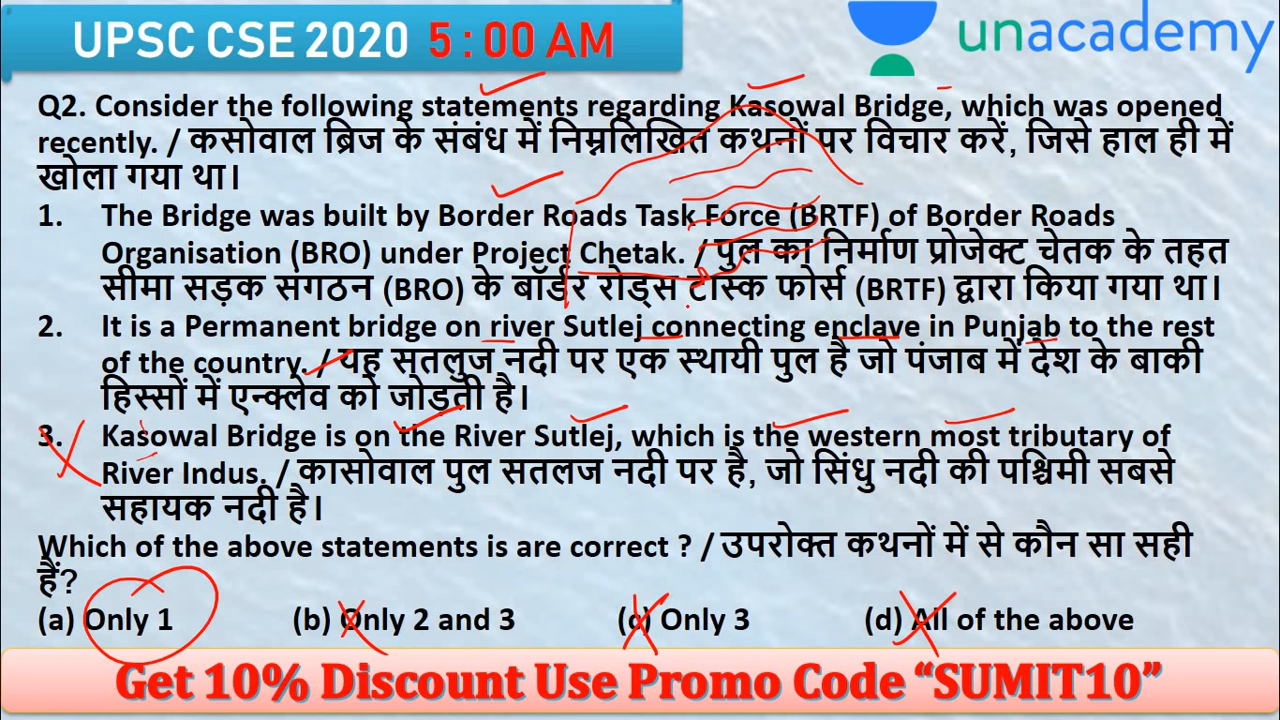 UPSC CSE 2020 5 : 00 AM
unacademy
Q2. Consider the following statements regarding Kasowal Bridge, which was opened
recently. / कसोवाल ब्रिज के संबंध में निम्नलिखित कथनों पर विचार करें, जिसे हाल ही में
खोला गया था।
1. The Bridge was built by Border Roads Task Force (BRTF) of Border Roads
Organisation (BRO) under Project Chetak. / पुल का निर्माण प्रोजेक्ट चेतक के तहत
सीमा सड़क संगठन (BRO) के बॉर्डर रोड्स टास्क फोर्स (BRTF) द्वारा किया गया था।
2. It is a Permanent bridge on river Sutlej connecting enclave in Punjab to the rest
of the country. / यह सतलुज नदी पर एक स्थायी पुल है जो पंजाब में देश के बाकी
हिस्सों में एन्क्लेव को जोड़ती है।
3. Kasowal Bridge is on the River Sutlej, which is the western most tributary of
River Indus. / कासोवाल पुल सतलज नदी पर है, जो सिंधु नदी की पश्चिमी सबसे
सहायक नदी है।
Which of the above statements is are correct ? / उपरोक्त कथनों में से कौन सा सही
हैं?
(a) Only 1 (b) Only 2 and 3 (c) Only 3 (d) All of the above
Get 10% Discount Use Promo Code “SUMIT10”